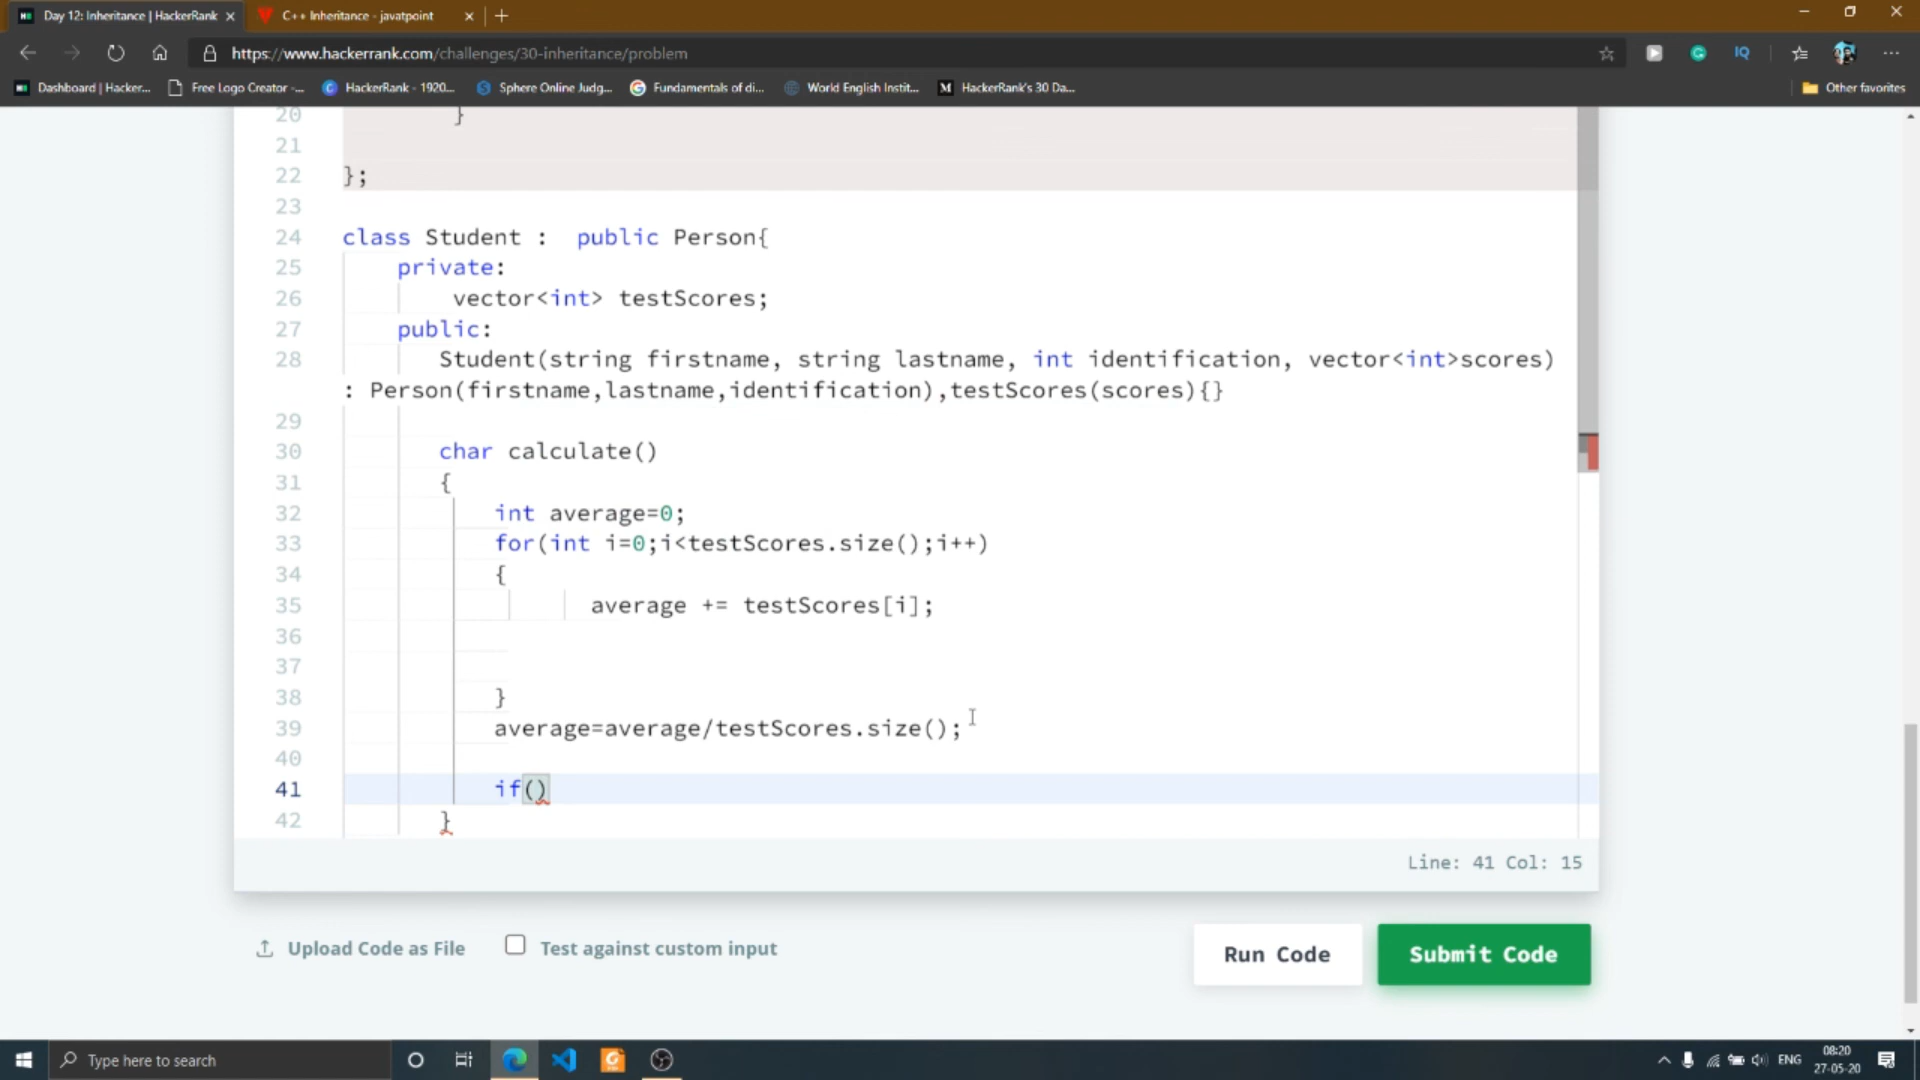 Day 12: Inheritance | HackerRank
C++ Inheritance - javatpoint
https://www.hackerrank.com/challenges/30-inheritance/problem
IQ
Dashboard | Hacker...
Free Logo Creator -...
HackerRank - 1920...
Sphere Online Judg...
Fundamentals of di...
World English Instit...
M HackerRank's 30 Da...
Other favorites
20 }
21
22 };
23
24 class Student :  public Person{
25 private:
26 vector<int> testScores;
27 public:
28 Student(string firstname, string lastname, int identification, vector<int>scores)
: Person(firstname,lastname,identification),testScores(scores){}
29
30 char calculate()
31 {
32 int average=0;
33 for(int i=0;i<testScores.size();i++)
34 {
35 average += testScores[i];
36
37
38 }
39 average=average/testScores.size();
40
41 if()
42 }
Line: 41 Col: 15
Upload Code as File
Test against custom input
Run Code
Submit Code
Type here to search
ENG
08:20
27-05-20